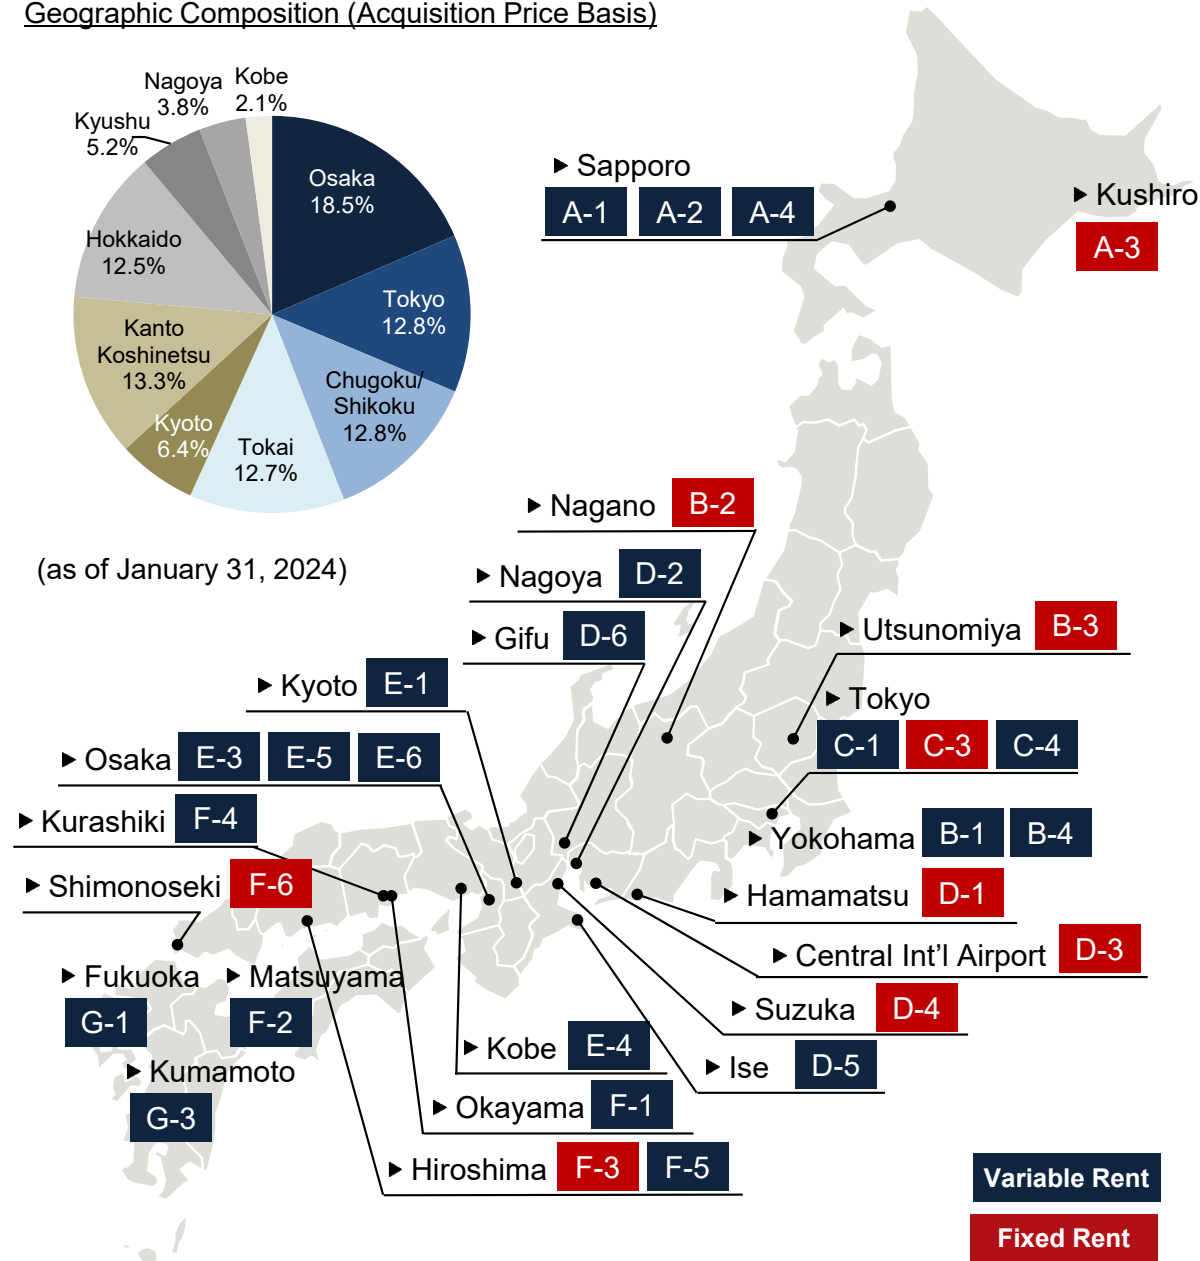 Geographic Composition (Acquisition Price Basis)
Nagoya
3.8%
Kobe
2.1%
Kyushu
5.2%
Osaka
18.5%
Hokkaido
12.5%
Tokyo
12.8%
Kanto
Koshinetsu
13.3%
Chugoku/
Shikoku
12.8%
Kyoto
6.4%
Tokai
12.7%
(as of January 31, 2024)
Sapporo
A-1 A-2 A-4
Kushiro
A-3
Nagano B-2
Nagoya D-2
Gifu D-6
Utsunomiya B-3
Kyoto E-1
Tokyo
C-1 C-3 C-4
Osaka E-3 E-5 E-6
Kurashiki F-4
Yokohama B-1 B-4
Shimonoseki F-6
Hamamatsu D-1
Central Int’l Airport D-3
Fukuoka
G-1
Matsuyama
F-2
Suzuka D-4
Kobe E-4
Ise D-5
Kumamoto
G-3
Okayama F-1
Hiroshima F-3 F-5
Variable Rent
Fixed Rent